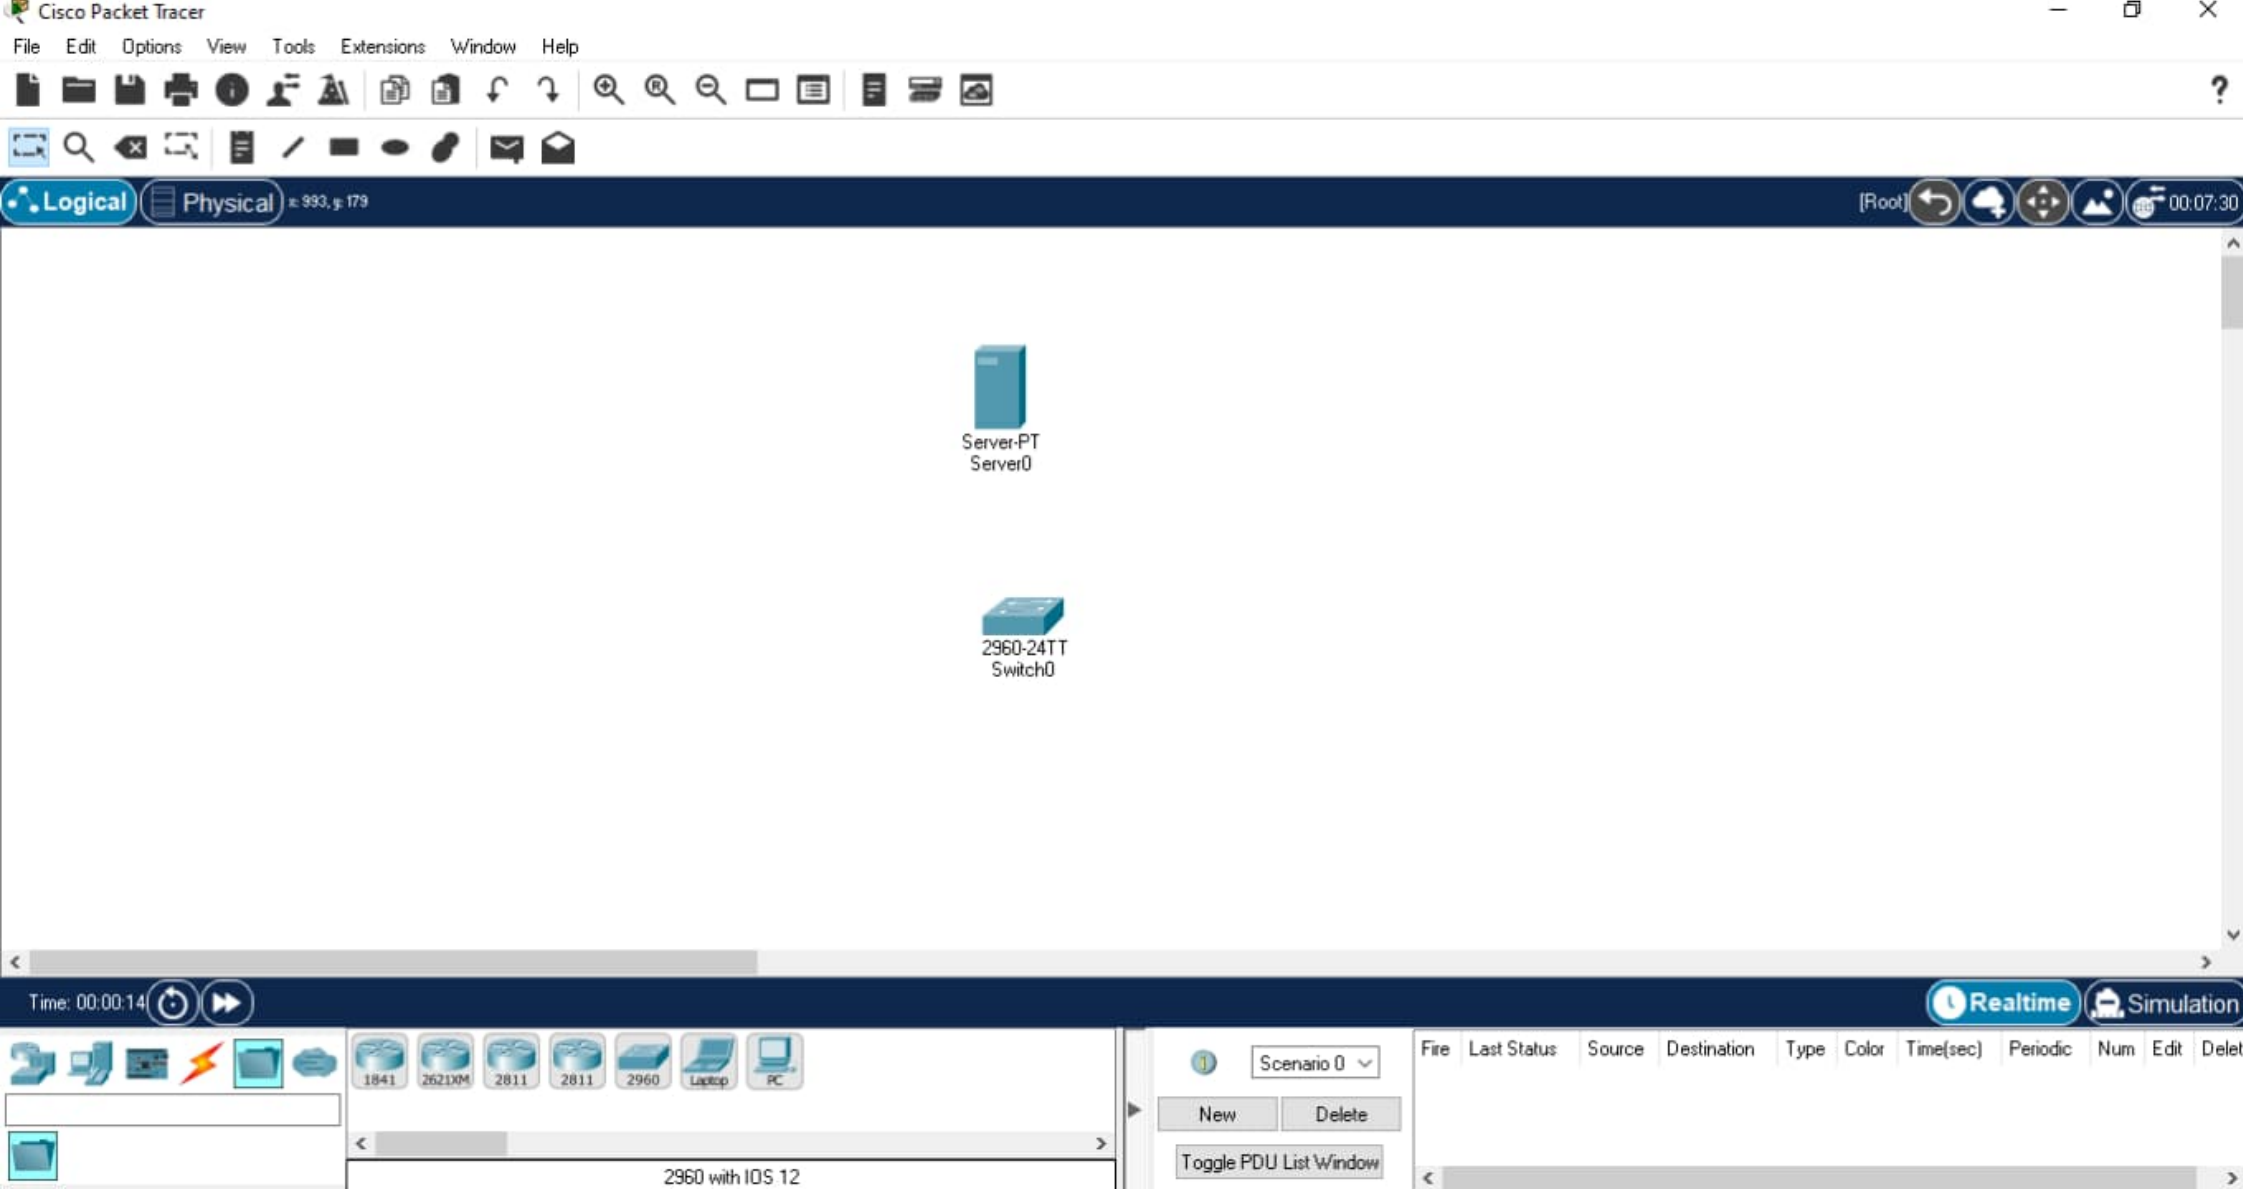 Cisco Packet Tracer
File Edit Options View Tools Extensions Window Help
?
Logical Physical x: 993, y: 179 [Root] 00:07:30
Server-PT
Server0
2960-24TT
Switch0
Time: 00:00:14 Realtime Simulation
1841 2621XM 2811 2811 2960 Laptop PC
2960 with IOS 12
Scenario 0
New Delete
Toggle PDU List Window
Fire Last Status Source Destination Type Color Time(sec) Periodic Num Edit Delet